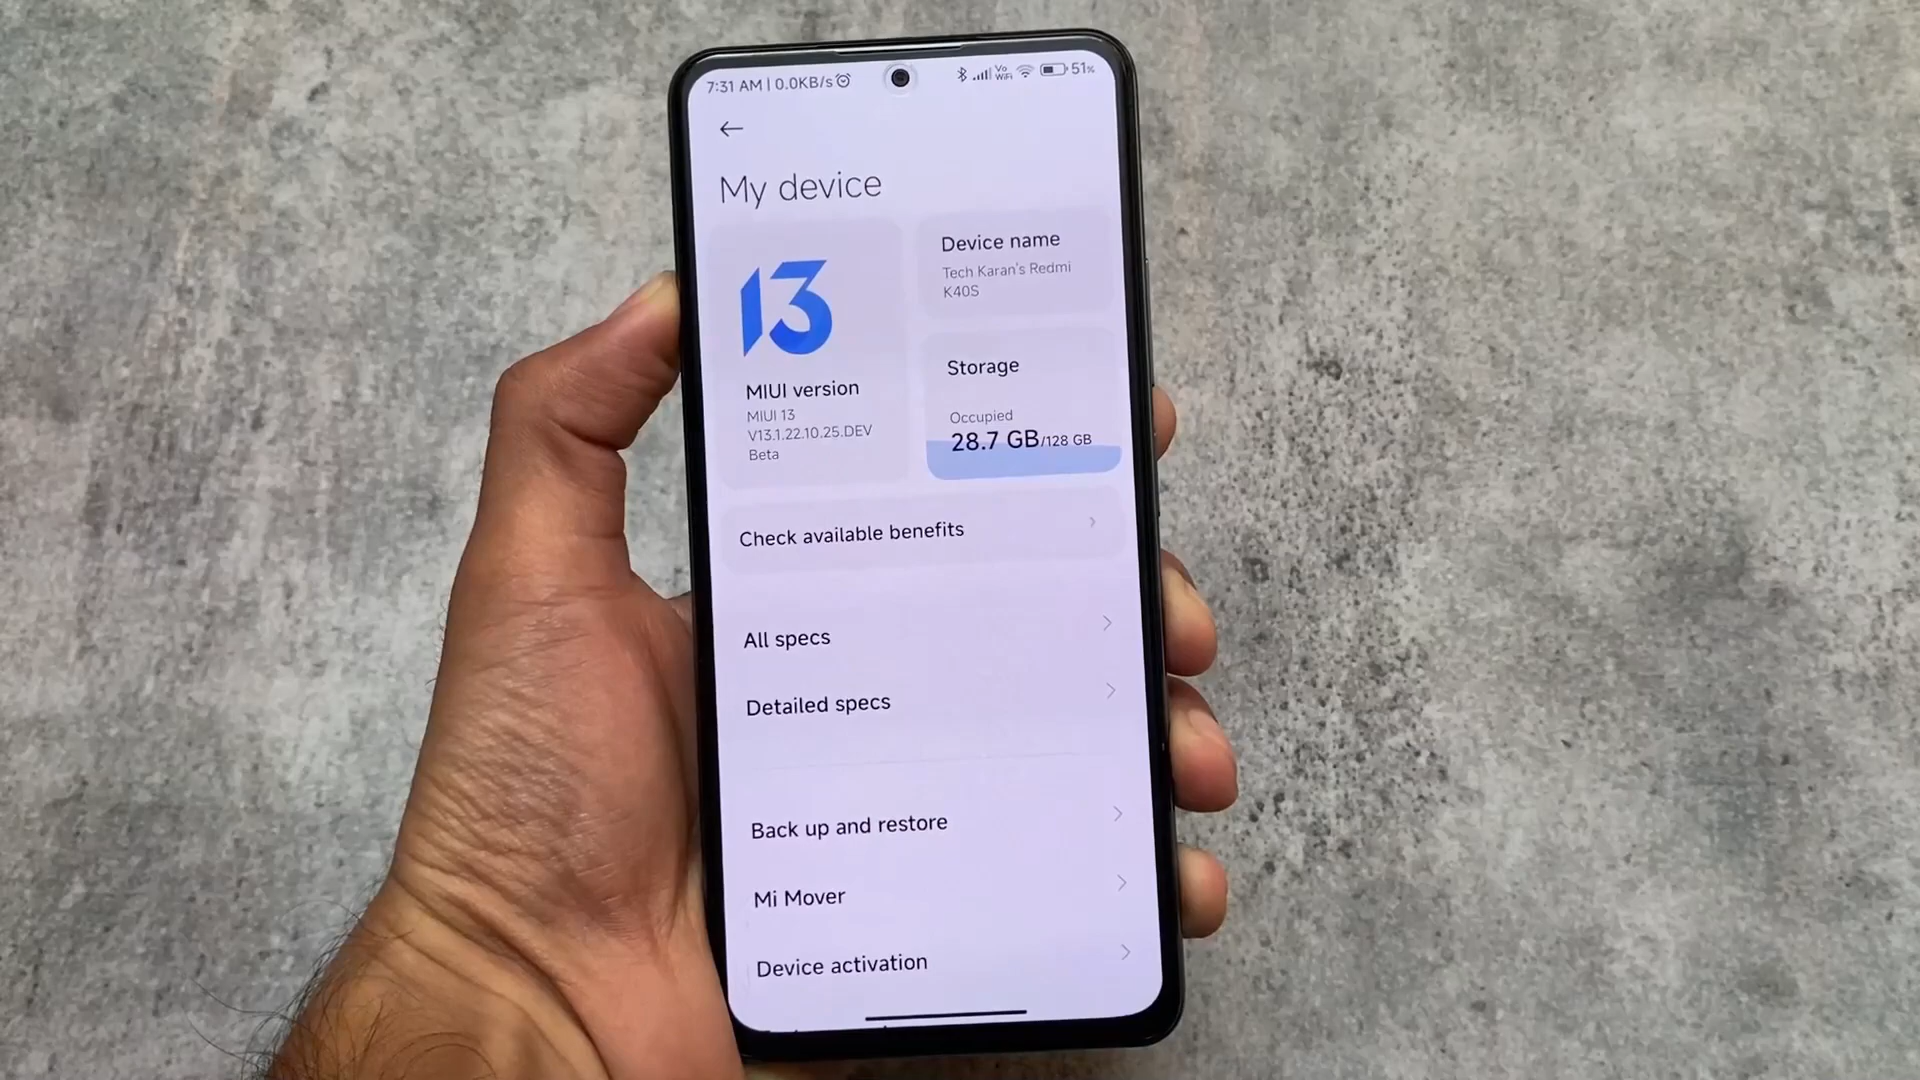 7:31 AM | 0.0KB/s
Vo
WiFi
51%
My device
13
MIUI version
MIUI 13
V13.1.22.10.25.DEV
Beta
Device name
Tech Karan's Redmi
K40S
Storage
Occupied
28.7 GB/128 GB
Check available benefits
All specs
Detailed specs
Back up and restore
Mi Mover
Device activation